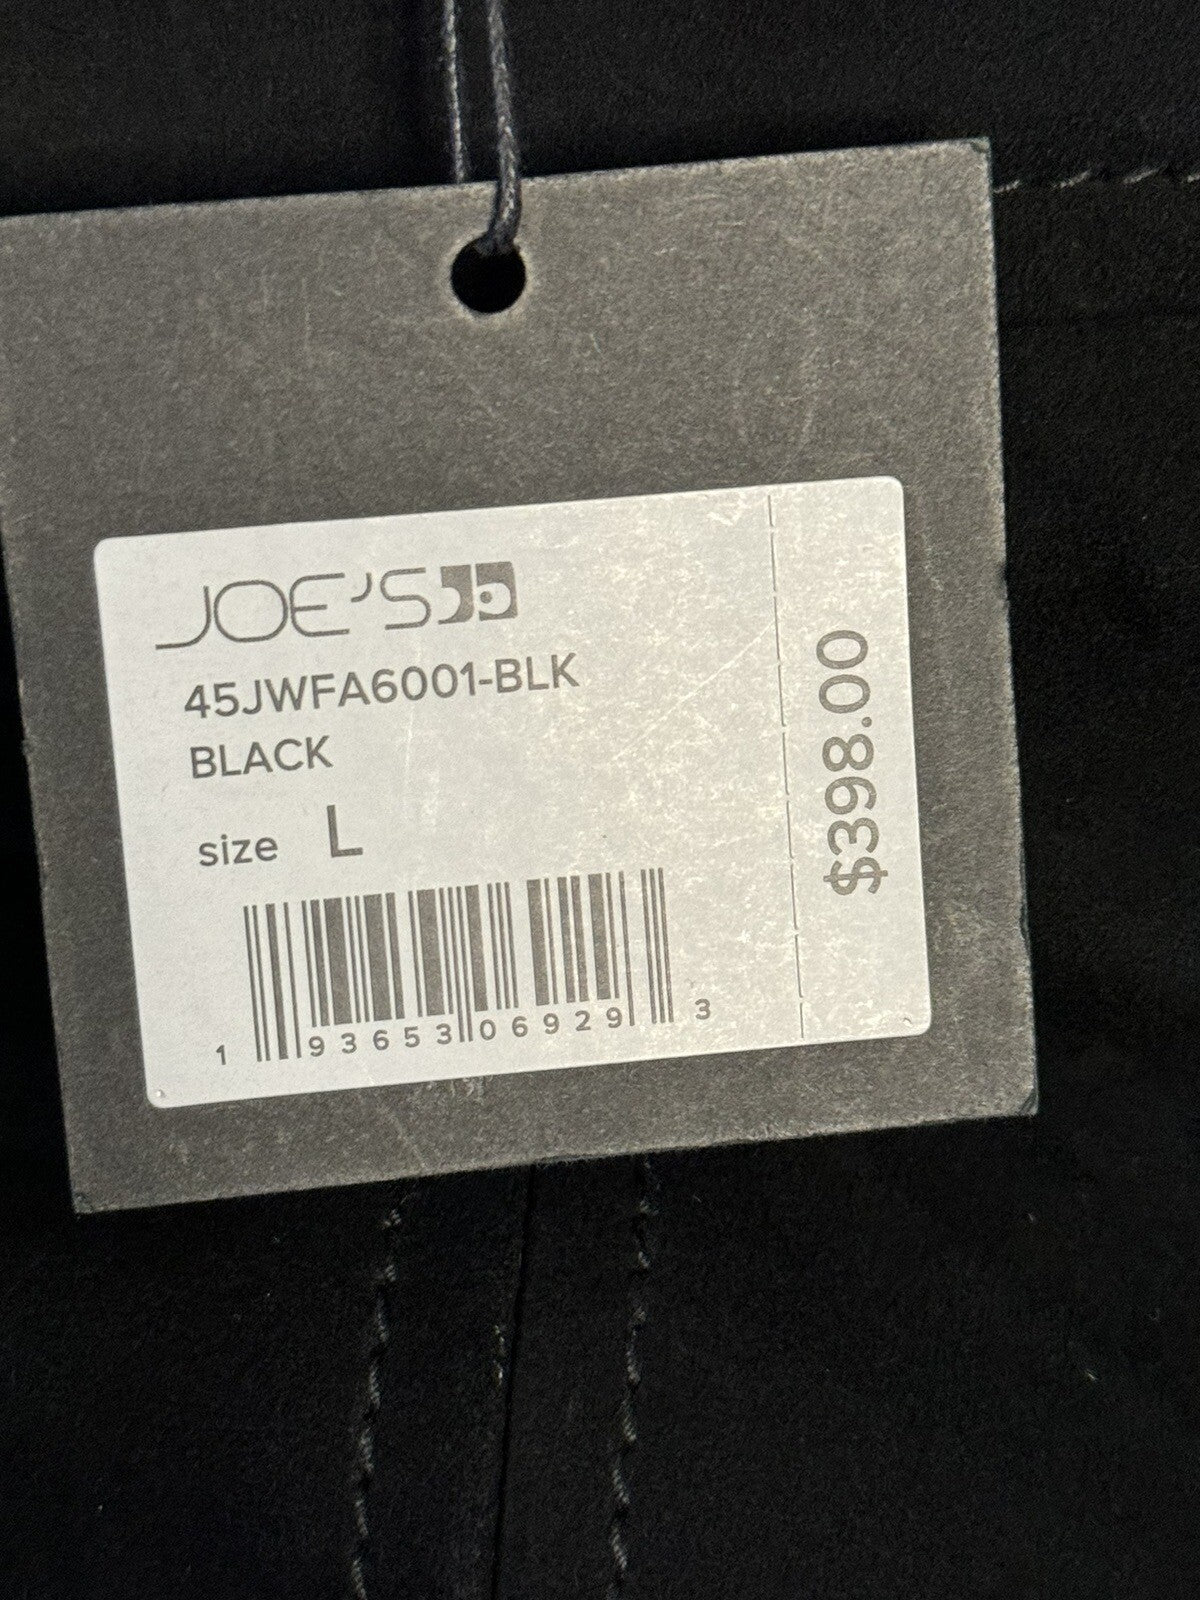 JOE'S
45JWFA6001-BLK
BLACK
size L
1 93653 06929 3
$398.00